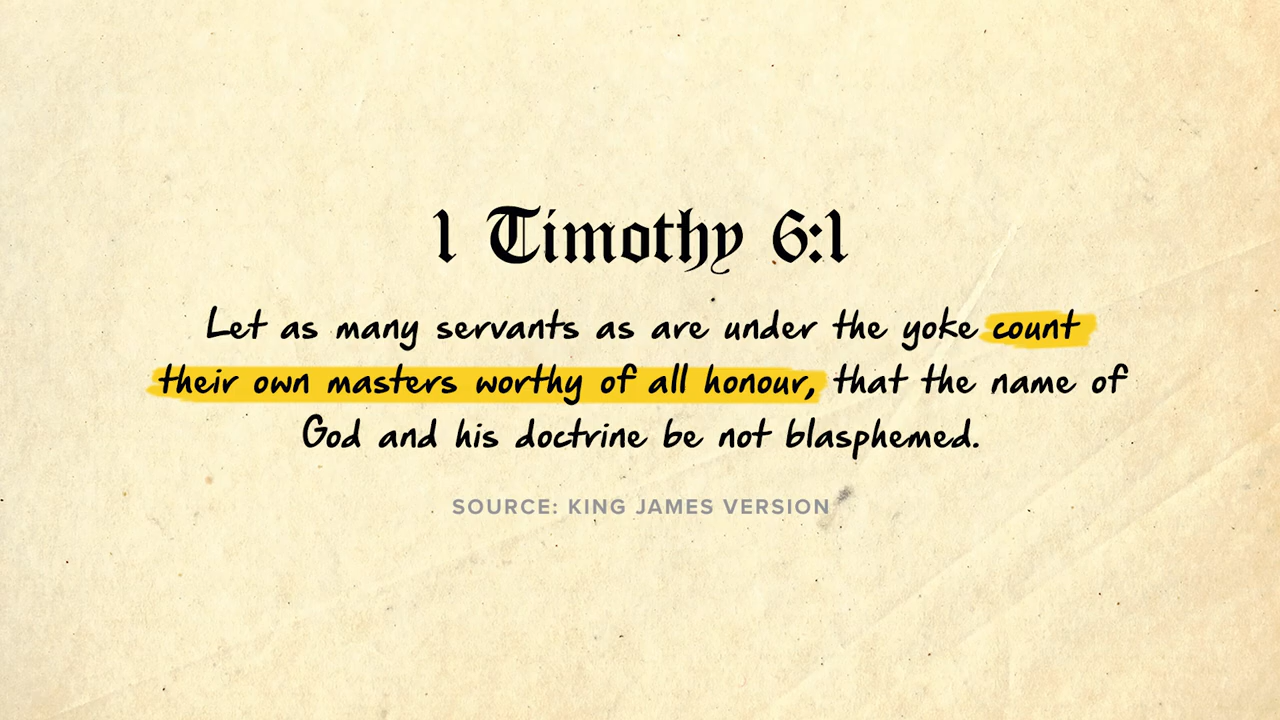 1 Timothy 6:1
Let as many servants as are under the yoke count
their own masters worthy of all honour, that the name of
God and his doctrine be not blasphemed.
SOURCE: KING JAMES VERSION